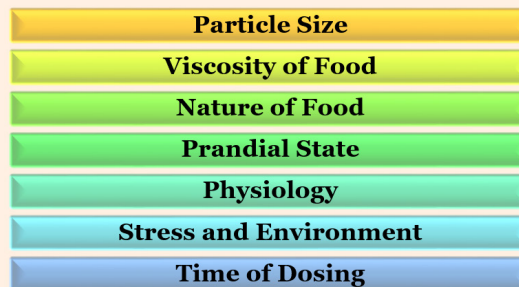 Particle Size
Viscosity of Food
Nature of Food
Prandial State
Physiology
Stress and Environment
Time of Dosing